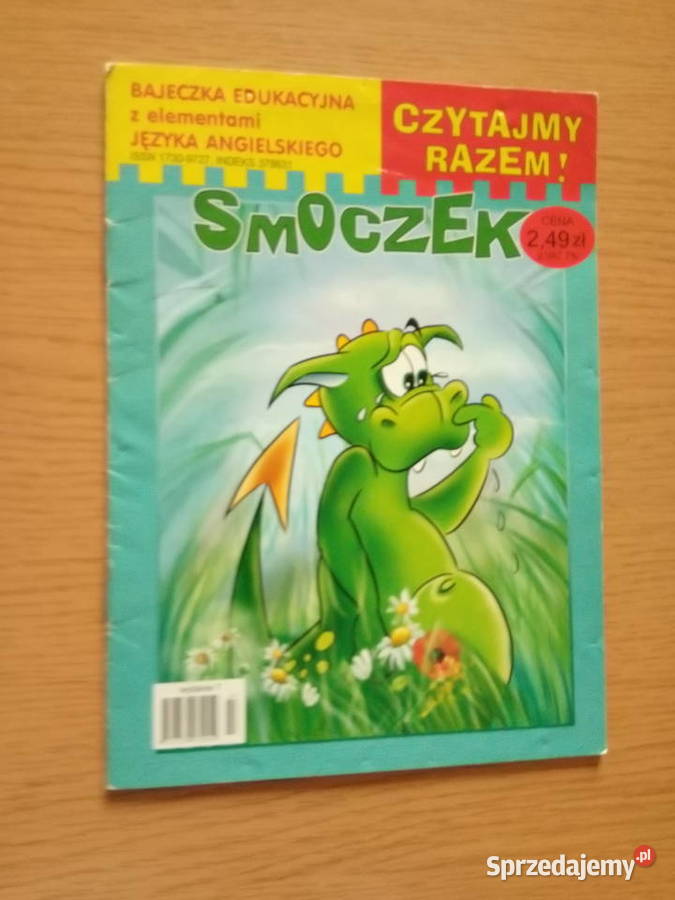 BAJECZKA EDUKACYJNA
z elementami
JĘZYKA ANGIELSKIEGO
CZYTAJMY
RAZEM!
SMOCZEK
CENA
2,49 zł
Sprzedajemy.pl